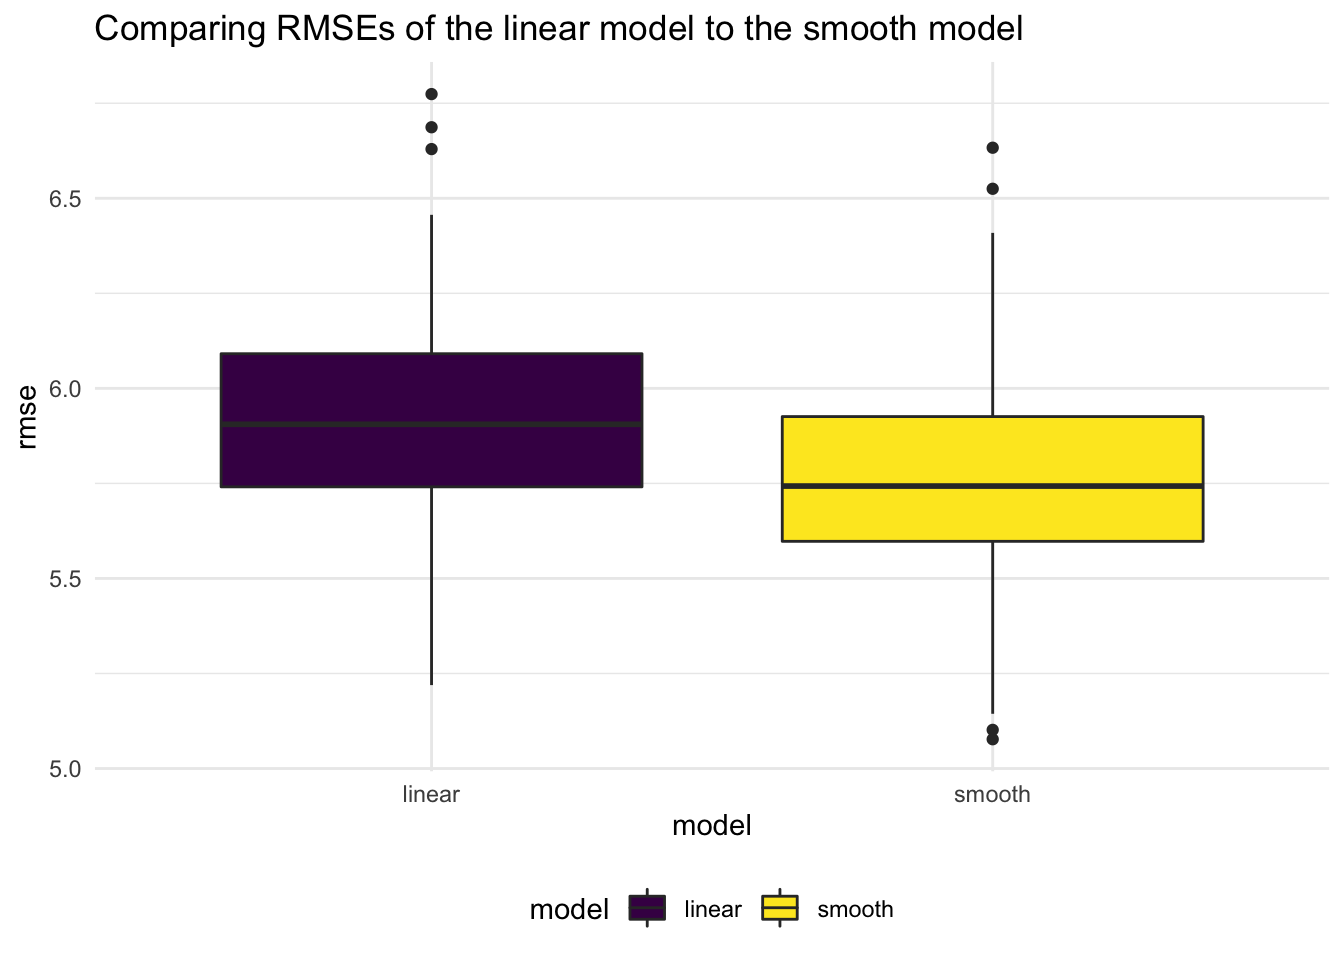 Comparing RMSEs of the linear model to the smooth model
6.5
6.0
5.5
5.0
rmse
linear smooth
model
model linear smooth